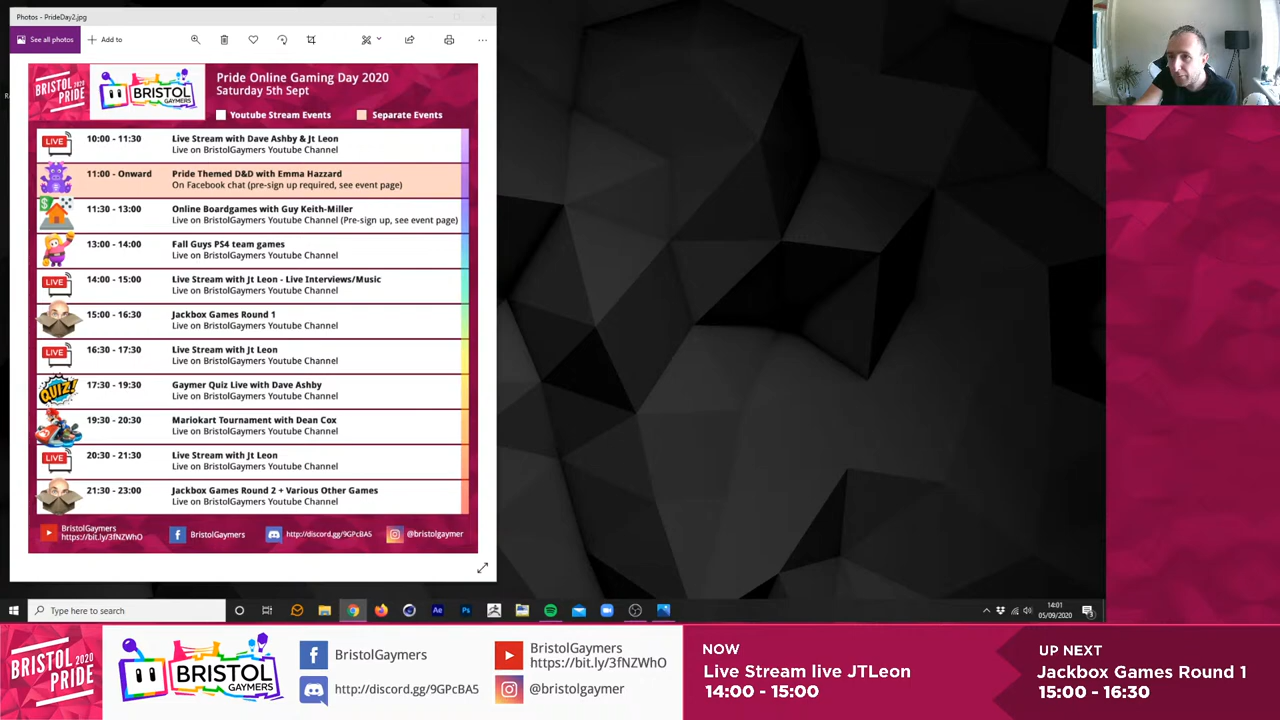 Photos - PrideDay2.jpg
See all photos
Add to
BRISTOL 2020 PRIDE
BRISTOL
GAYMERS
Pride Online Gaming Day 2020
Saturday 5th Sept
Youtube Stream Events
Separate Events
LIVE
10:00 - 11:30
Live Stream with Dave Ashby & Jt Leon
Live on BristolGaymers Youtube Channel
11:00 - Onward
Pride Themed D&D with Emma Hazzard
On Facebook chat (pre-sign up required, see event page)
11:30 - 13:00
Online Boardgames with Guy Keith-Miller
Live on BristolGaymers Youtube Channel (Pre-sign up, see event page)
13:00 - 14:00
Fall Guys PS4 team games
Live on BristolGaymers Youtube Channel
LIVE
14:00 - 15:00
Live Stream with Jt Leon - Live Interviews/Music
Live on BristolGaymers Youtube Channel
15:00 - 16:30
Jackbox Games Round 1
Live on BristolGaymers Youtube Channel
LIVE
16:30 - 17:30
Live Stream with Jt Leon
Live on BristolGaymers Youtube Channel
QUIZ!
17:30 - 19:30
Gaymer Quiz Live with Dave Ashby
Live on BristolGaymers Youtube Channel
19:30 - 20:30
Mariokart Tournament with Dean Cox
Live on BristolGaymers Youtube Channel
LIVE
20:30 - 21:30
Live Stream with Jt Leon
Live on BristolGaymers Youtube Channel
21:30 - 23:00
Jackbox Games Round 2 + Various Other Games
Live on BristolGaymers Youtube Channel
BristolGaymers
https://bit.ly/3fNZWhO
BristolGaymers
http://discord.gg/9GPcBA5
@bristolgaymer
Type here to search
Ae
Ps
14:01
05/09/2020
BRISTOL
2020
PRIDE
BRISTOL
GAYMERS
BristolGaymers
http://discord.gg/9GPcBA5
BristolGaymers
https://bit.ly/3fNZWhO
@bristolgaymer
NOW
Live Stream live JTLeon
14:00 - 15:00
UP NEXT
Jackbox Games Round 1
15:00 - 16:30